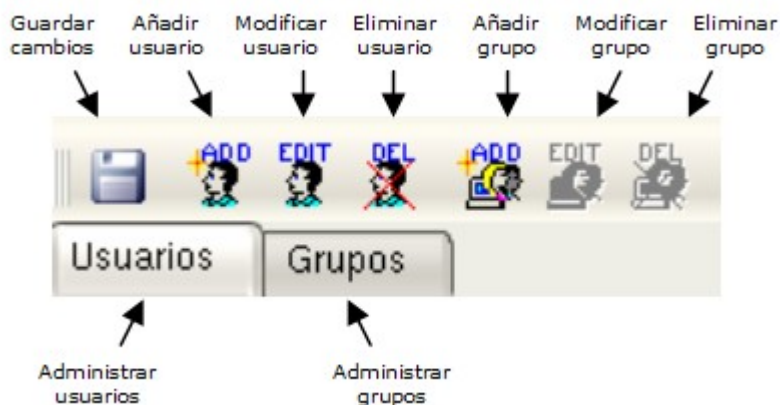 Guardar cambios
Añadir usuario
Modificar usuario
Eliminar usuario
Añadir grupo
Modificar grupo
Eliminar grupo
ADD EDIT DEL ADD EDIT DEL
Usuarios Grupos
Administrar usuarios
Administrar grupos